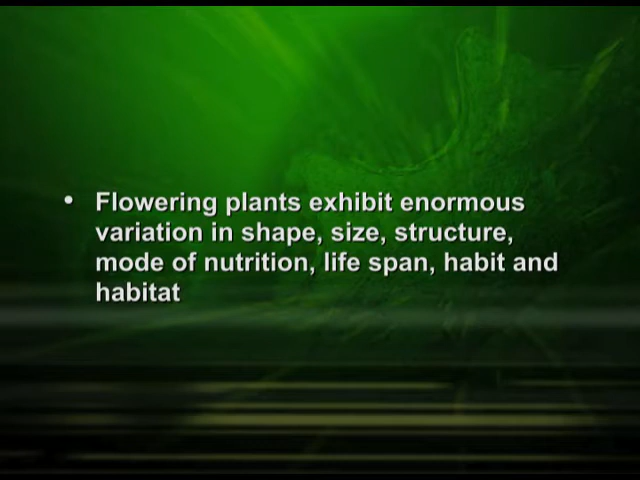 • Flowering plants exhibit enormous
variation in shape, size, structure,
mode of nutrition, life span, habit and
habitat